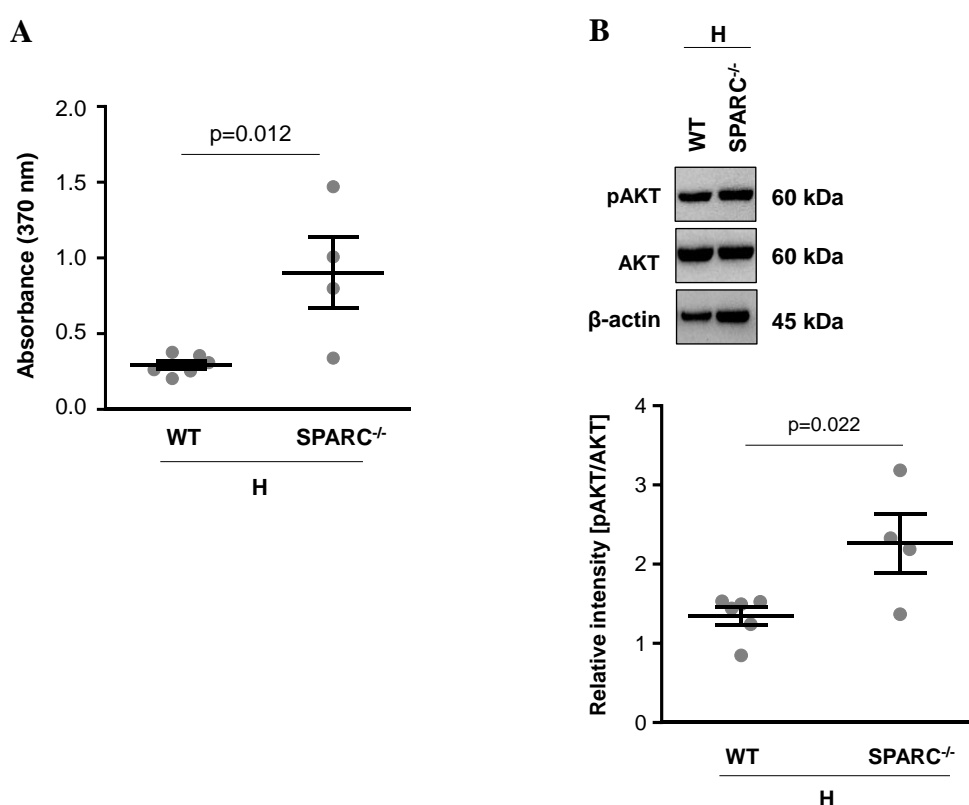 A
Absorbance (370 nm)
2.0
1.5
1.0
0.5
0.0
p=0.012
WT SPARC-/-
H
B
H
WT SPARC-/-
pAKT 60 kDa
AKT 60 kDa
β-actin 45 kDa
Relative intensity [pAKT/AKT]
4
3
2
1
0
p=0.022
WT SPARC-/-
H